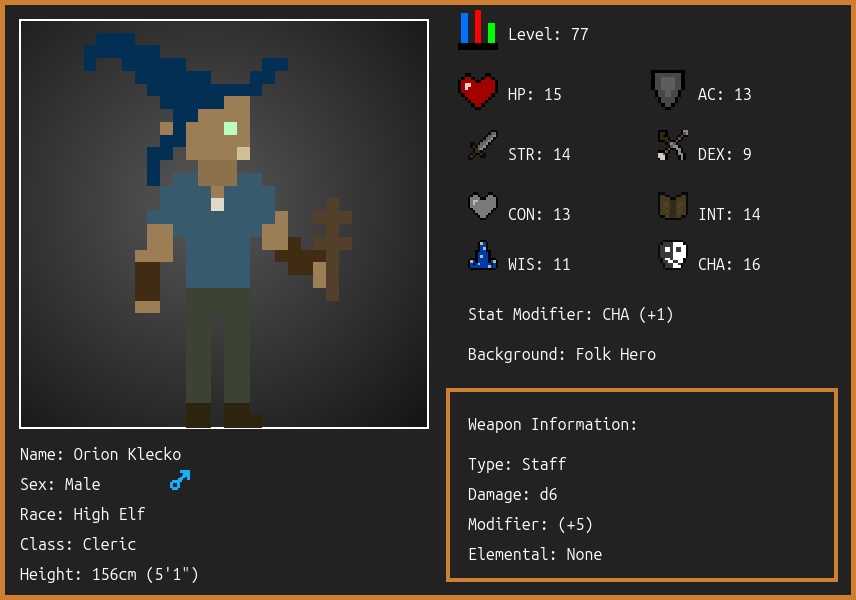 Level: 77
HP: 15
AC: 13
STR: 14
DEX: 9
CON: 13
INT: 14
WIS: 11
CHA: 16
Stat Modifier: CHA (+1)
Background: Folk Hero
Weapon Information:
Type: Staff
Damage: d6
Modifier: (+5)
Elemental: None
Name: Orion Klecko
Sex: Male
Race: High Elf
Class: Cleric
Height: 156cm (5'1")